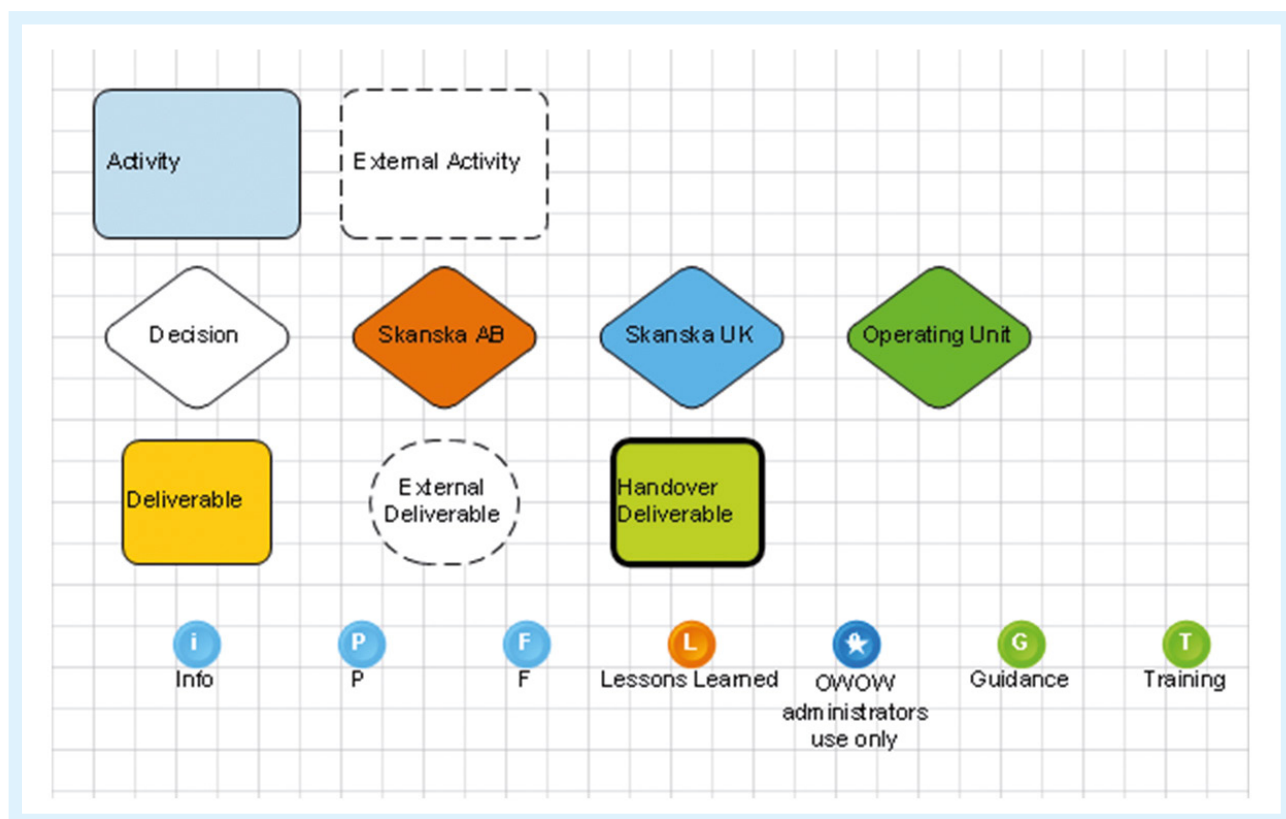 Activity
External Activity
Decision
Skanska AB
Skanska UK
Operating Unit
Deliverable
External
Deliverable
Handover
Deliverable
i
P
F
L
G
T
Info
P
F
Lessons Learned
OWOW
administrators
use only
Guidance
Training